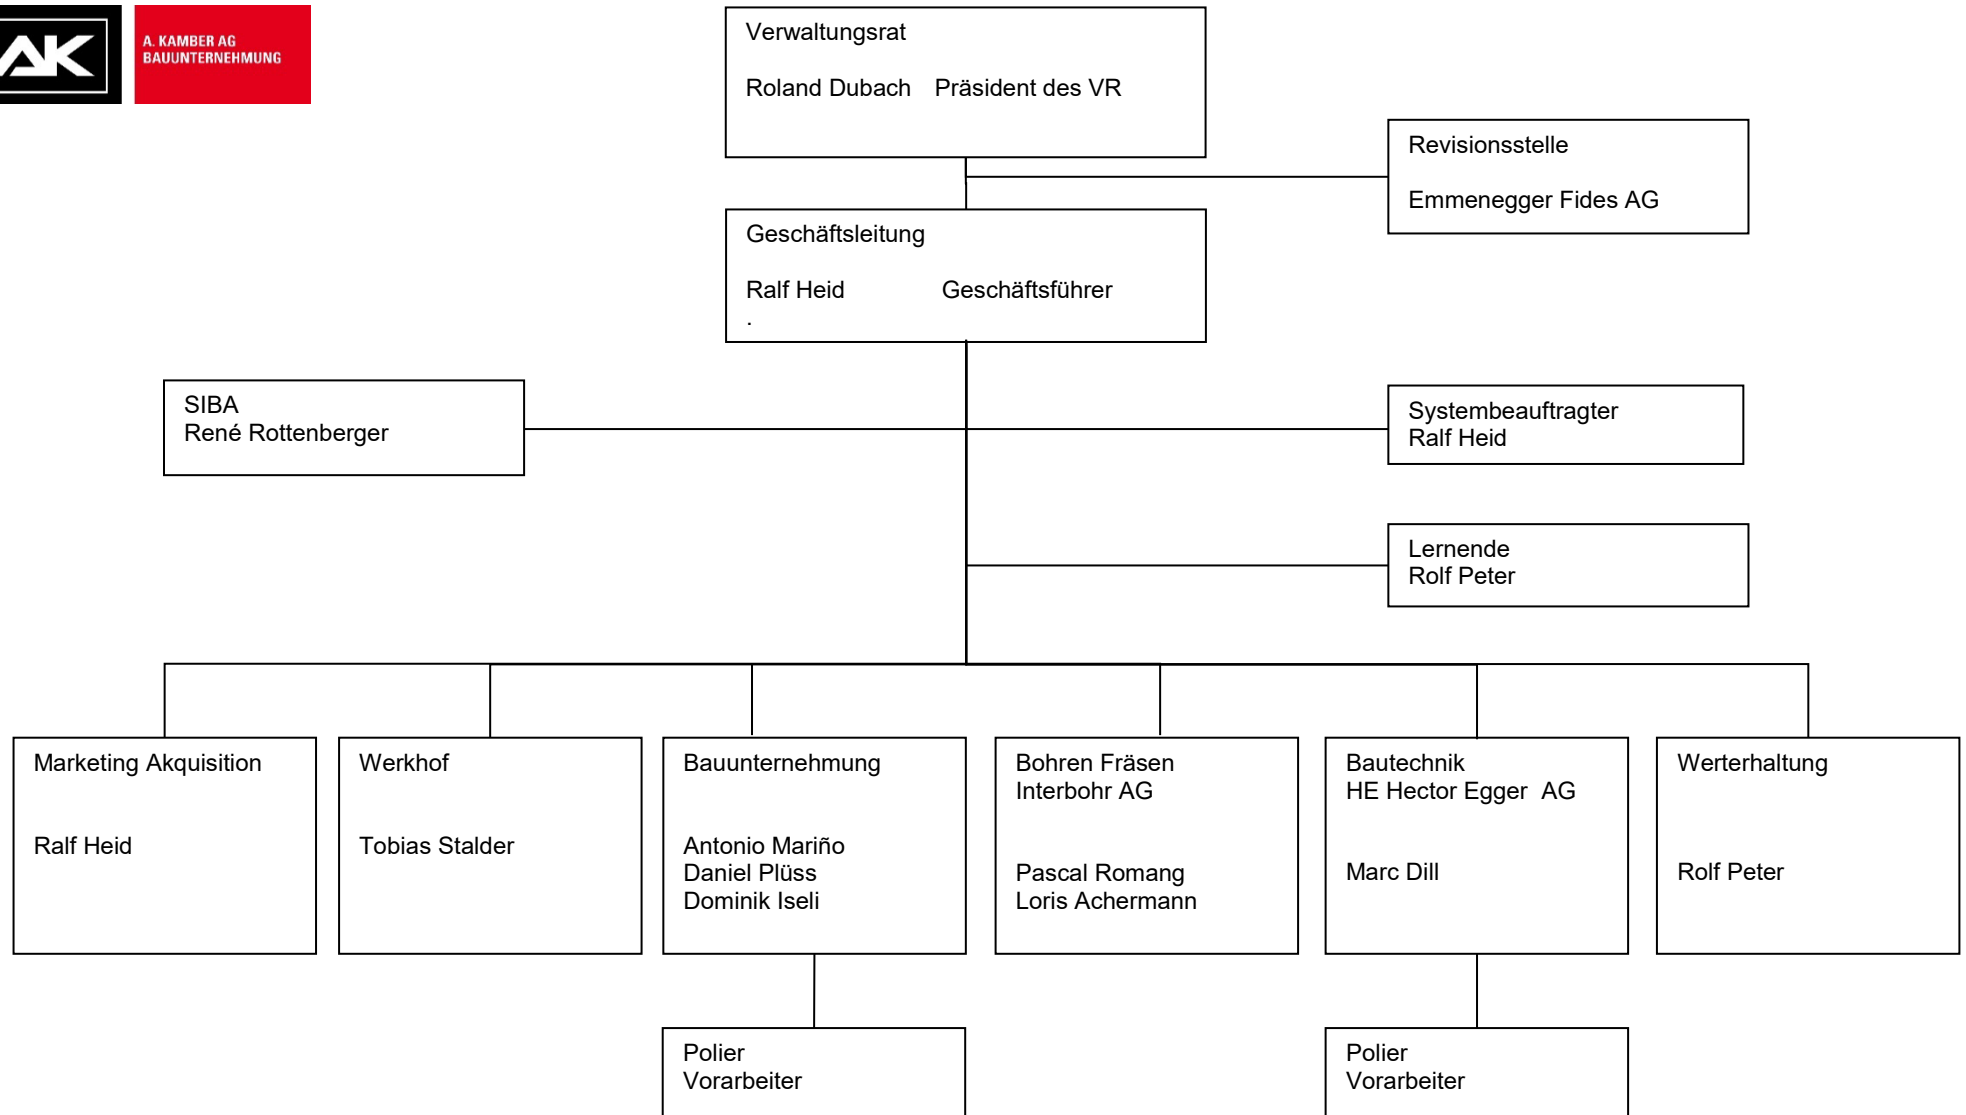 AK
A. KAMBER AG
BAUUNTERNEHMUNG
Verwaltungsrat
Roland Dubach Präsident des VR
Revisionsstelle
Emmenegger Fides AG
Geschäftsleitung
Ralf Heid Geschäftsführer
.
SIBA
René Rottenberger
Systembeauftragter
Ralf Heid
Lernende
Rolf Peter
Marketing Akquisition
Ralf Heid
Werkhof
Tobias Stalder
Bauunternehmung
Antonio Mariño
Daniel Plüss
Dominik Iseli
Bohren Fräsen
Interbohr AG
Pascal Romang
Loris Achermann
Bautechnik
HE Hector Egger AG
Marc Dill
Werterhaltung
Rolf Peter
Polier
Vorarbeiter
Polier
Vorarbeiter